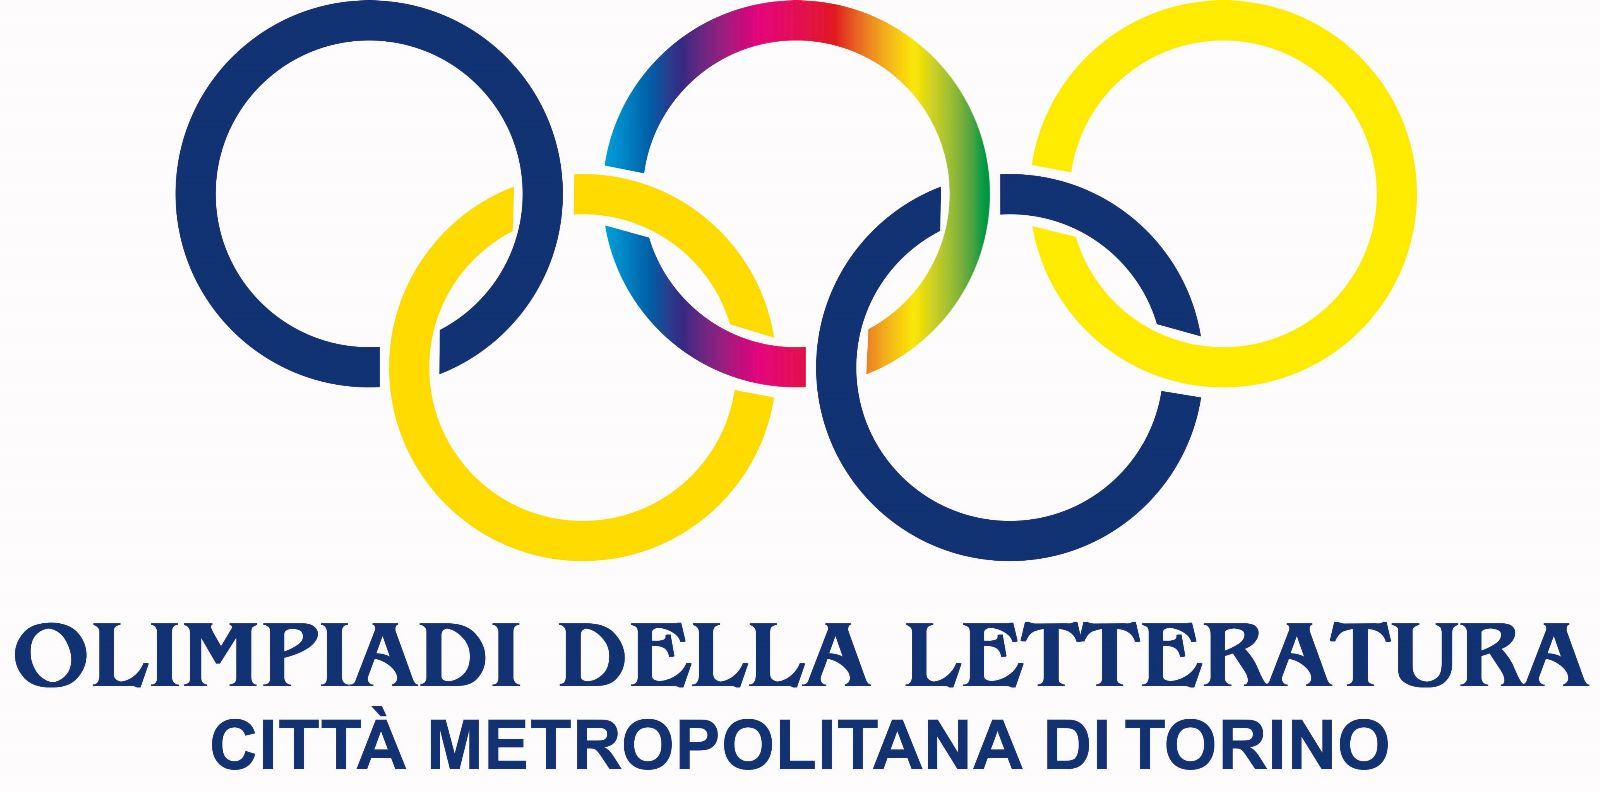 OLIMPIADI DELLA LETTERATURA
CITTÀ METROPOLITANA DI TORINO